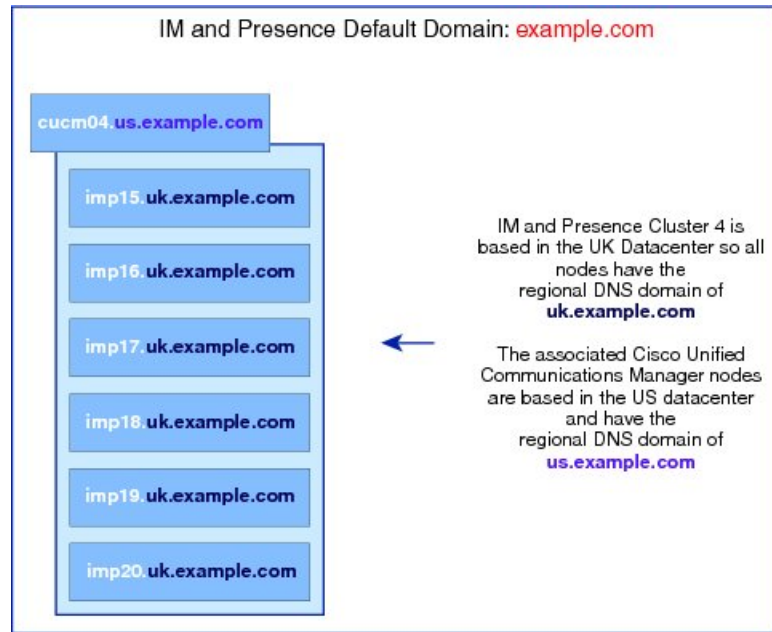 IM and Presence Default Domain: example.com
cucm04.us.example.com
imp15.uk.example.com
imp16.uk.example.com
imp17.uk.example.com
imp18.uk.example.com
imp19.uk.example.com
imp20.uk.example.com
IM and Presence Cluster 4 is
based in the UK Datacenter so all
nodes have the
regional DNS domain of
uk.example.com
The associated Cisco Unified
Communications Manager nodes
are based in the US datacenter
and have the
regional DNS domain of
us.example.com